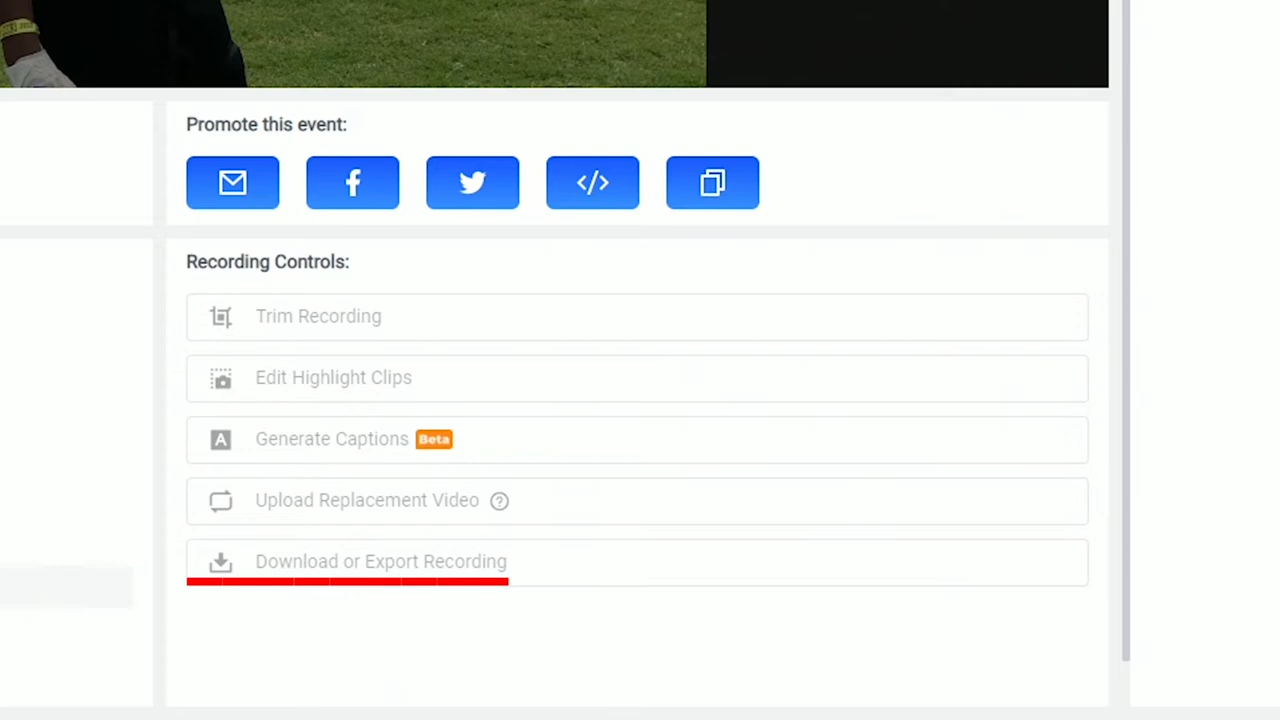 Promote this event:
Recording Controls:
Trim Recording
Edit Highlight Clips
A
Generate Captions Beta
Upload Replacement Video ?
Download or Export Recording